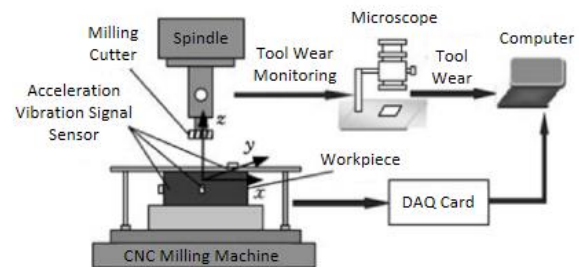 Microscope
Milling
Cutter
Spindle
Computer
Tool Wear
Monitoring
Tool
Wear
Acceleration
Vibration Signal
Sensor
z
y
x
Workpiece
DAQ Card
CNC Milling Machine